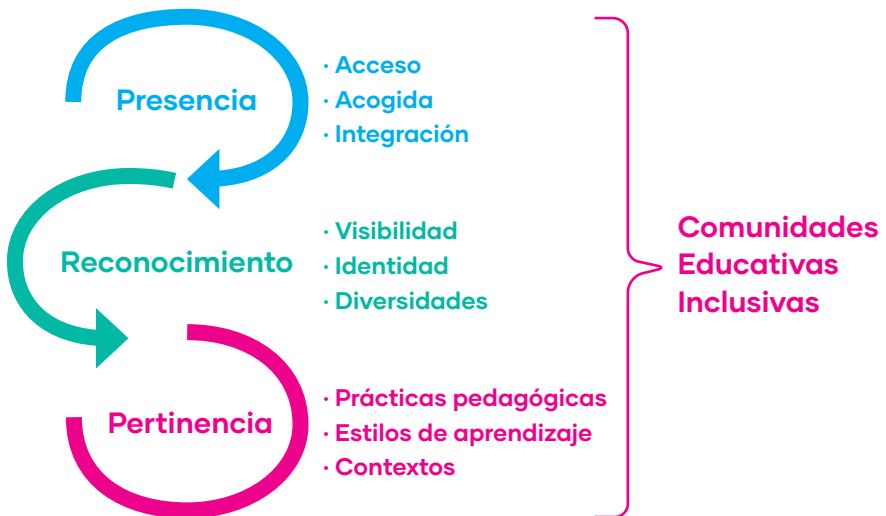 Presencia
· Acceso
· Acogida
· Integración
Reconocimiento
· Visibilidad
· Identidad
· Diversidades
Pertinencia
· Prácticas pedagógicas
· Estilos de aprendizaje
· Contextos
Comunidades
Educativas
Inclusivas